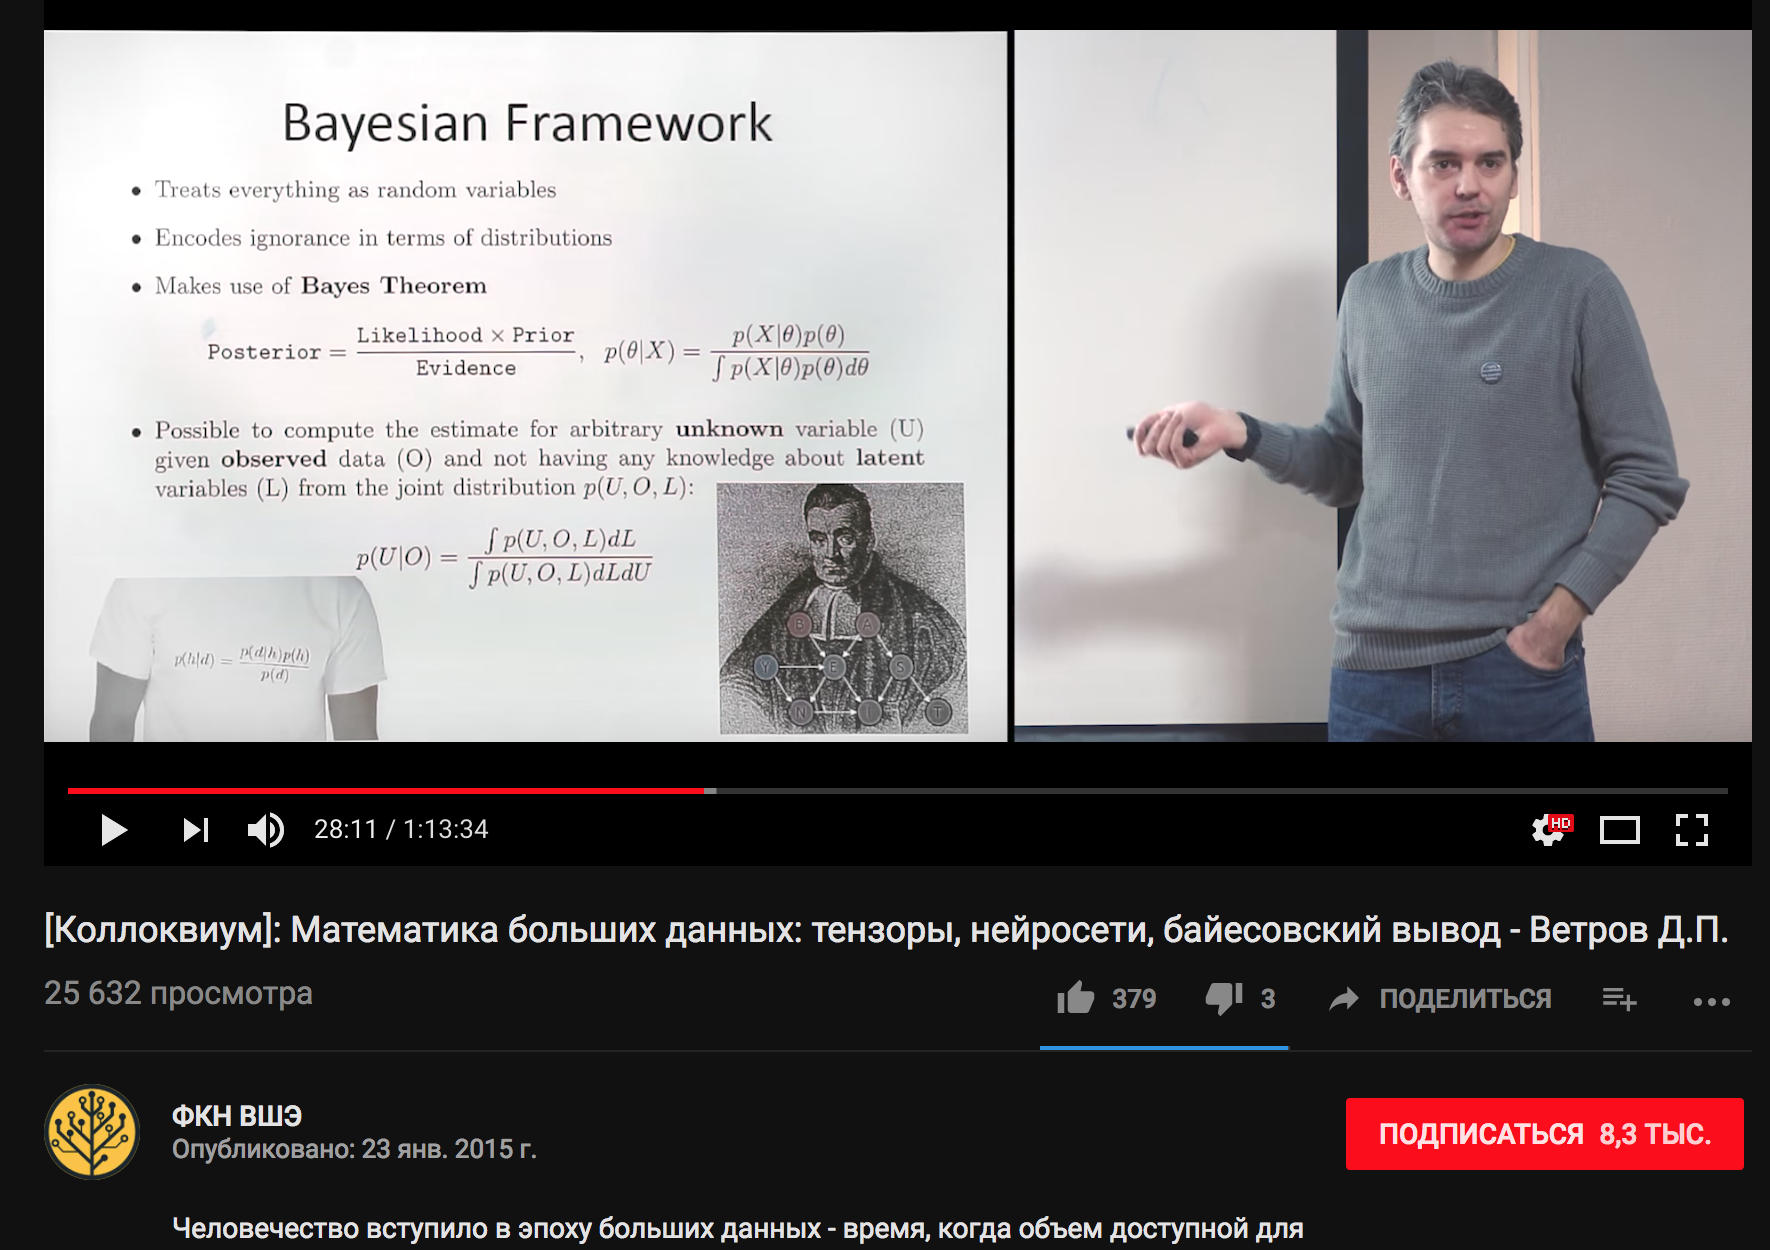 Bayesian Framework
• Treats everything as random variables
• Encodes ignorance in terms of distributions
• Makes use of Bayes Theorem
Posterior = Likelihood × Prior / Evidence, p(θ|X) = p(X|θ)p(θ) / ∫ p(X|θ)p(θ)dθ
• Possible to compute the estimate for arbitrary unknown variable (U)
given observed data (O) and not having any knowledge about latent
variables (L) from the joint distribution p(U, O, L):
p(U|O) = ∫ p(U, O, L)dL / ∫ p(U, O, L)dLdU
p(h|d) = p(d|h)p(h) / p(d)
B A
Y E S
N I T
28:11 / 1:13:34
HD
[Коллоквиум]: Математика больших данных: тензоры, нейросети, байесовский вывод - Ветров Д.П.
25 632 просмотра
379 3 ПОДЕЛИТЬСЯ
ФКН ВШЭ
Опубликовано: 23 янв. 2015 г.
ПОДПИСАТЬСЯ 8,3 ТЫС.
Человечество вступило в эпоху больших данных - время, когда объем доступной для